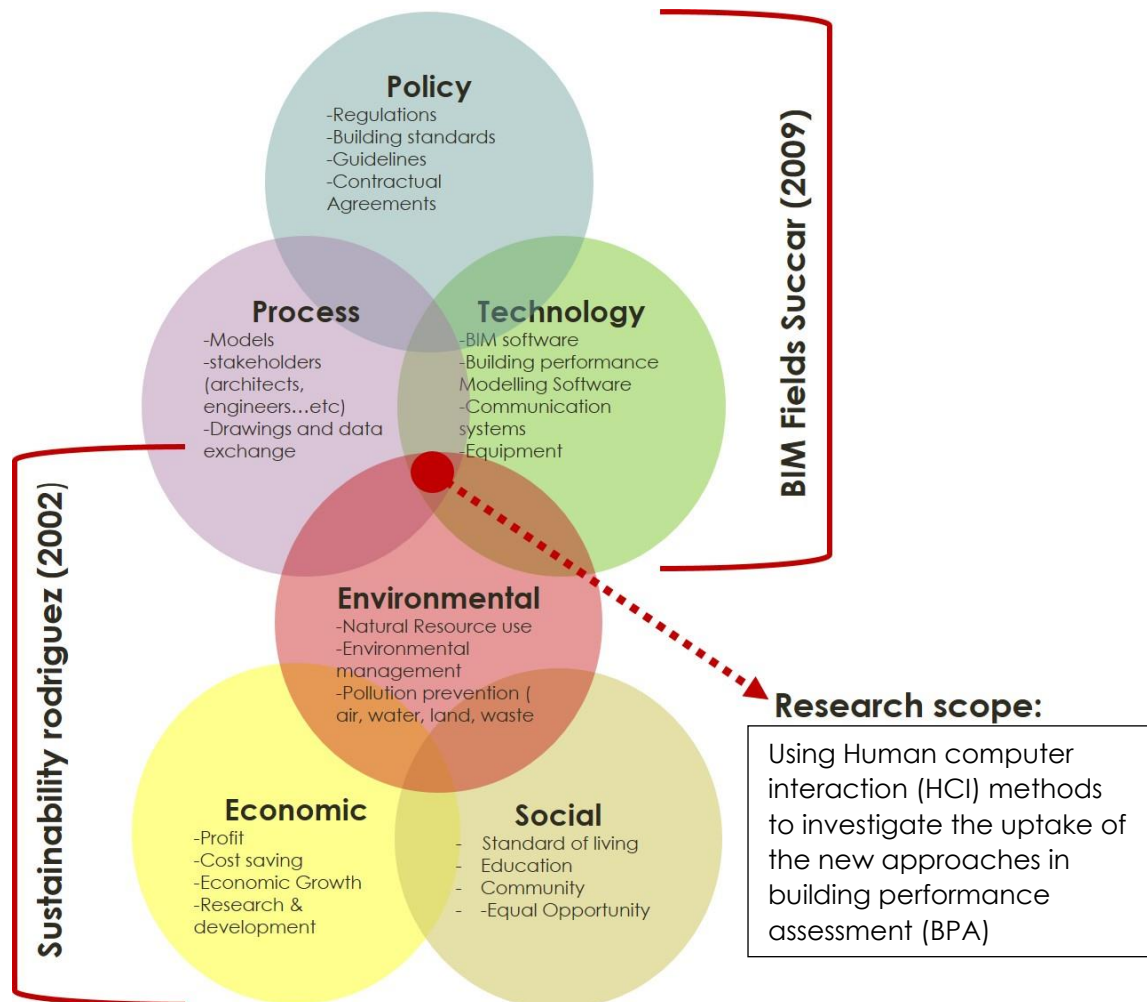 Policy
-Regulations
-Building standards
-Guidelines
-Contractual
Agreements
BIM Fields Succar (2009)
Process
-Models
-stakeholders
(architects,
engineers...etc)
-Drawings and data
exchange
Technology
-BIM software
-Building performance
Modelling Software
-Communication
systems
-Equipment
Sustainability rodriguez (2002)
Environmental
-Natural Resource use
-Environmental
management
-Pollution prevention (
air, water, land, waste
Economic
-Profit
-Cost saving
-Economic Growth
-Research &
development
Social
- Standard of living
- Education
- Community
- -Equal Opportunity
Research scope:
Using Human computer
interaction (HCI) methods
to investigate the uptake of
the new approaches in
building performance
assessment (BPA)